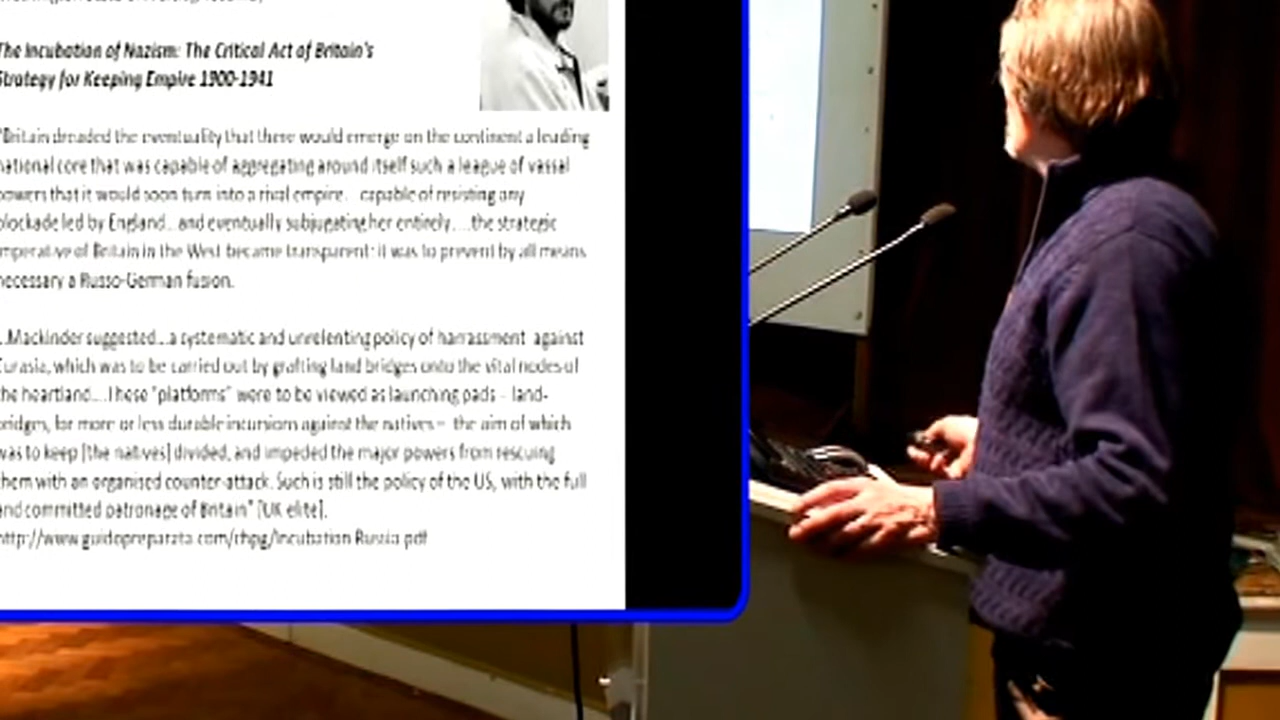 The Incubation of Nazism: The Critical Act of Britain's
Strategy for Keeping Empire 1900-1941
"Britain dreaded the eventuality that there would emerge on the continent a leading
national core that was capable of aggregating around itself such a league of vassal
powers that it would soon turn into a rival empire... capable of resisting any
blockade led by England...and eventually subjugating her entirely.....the strategic
imperative of Britain in the West became transparent: it was to prevent by all means
necessary a Russo-German fusion.
...Mackinder suggested...a systematic and unrelenting policy of harrassment against
Eurasia, which was to be carried out by grafting land bridges onto the vital nodes of
the heartland....These "platforms" were to be viewed as launching pads - land-
bridges, for more or less durable incursions against the natives - the aim of which
was to keep [the natives] divided, and impeded the major powers from rescuing
them with an organised counter-attack. Such is still the policy of the US, with the full
and committed patronage of Britain" [UK elite].
http://www.guidopreparata.com/chpg/Incubation Russia.pdf